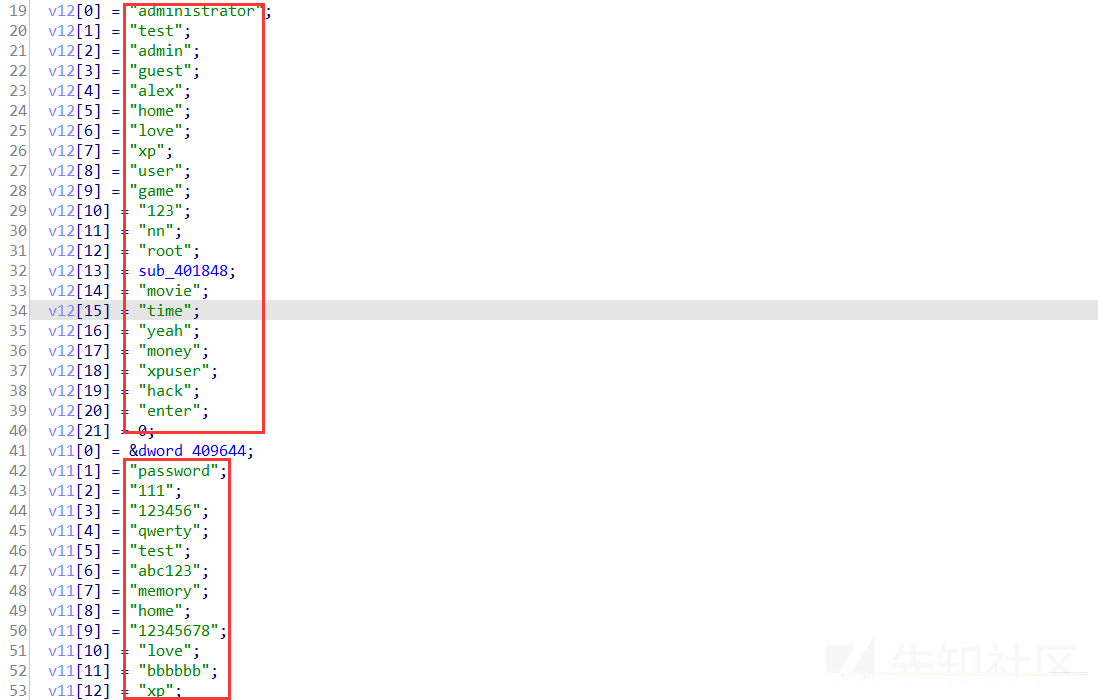 19 v12[0] = "administrator";
20 v12[1] = "test";
21 v12[2] = "admin";
22 v12[3] = "guest";
23 v12[4] = "alex";
24 v12[5] = "home";
25 v12[6] = "love";
26 v12[7] = "xp";
27 v12[8] = "user";
28 v12[9] = "game";
29 v12[10] = "123";
30 v12[11] = "nn";
31 v12[12] = "root";
32 v12[13] = sub_401848;
33 v12[14] = "movie";
34 v12[15] = "time";
35 v12[16] = "yeah";
36 v12[17] = "money";
37 v12[18] = "xpuser";
38 v12[19] = "hack";
39 v12[20] = "enter";
40 v12[21] = 0;
41 v11[0] = &dword_409644;
42 v11[1] = "password";
43 v11[2] = "111";
44 v11[3] = "123456";
45 v11[4] = "qwerty";
46 v11[5] = "test";
47 v11[6] = "abc123";
48 v11[7] = "memory";
49 v11[8] = "home";
50 v11[9] = "12345678";
51 v11[10] = "love";
52 v11[11] = "bbbbbb";
53 v11[12] = "xp";
先知社区